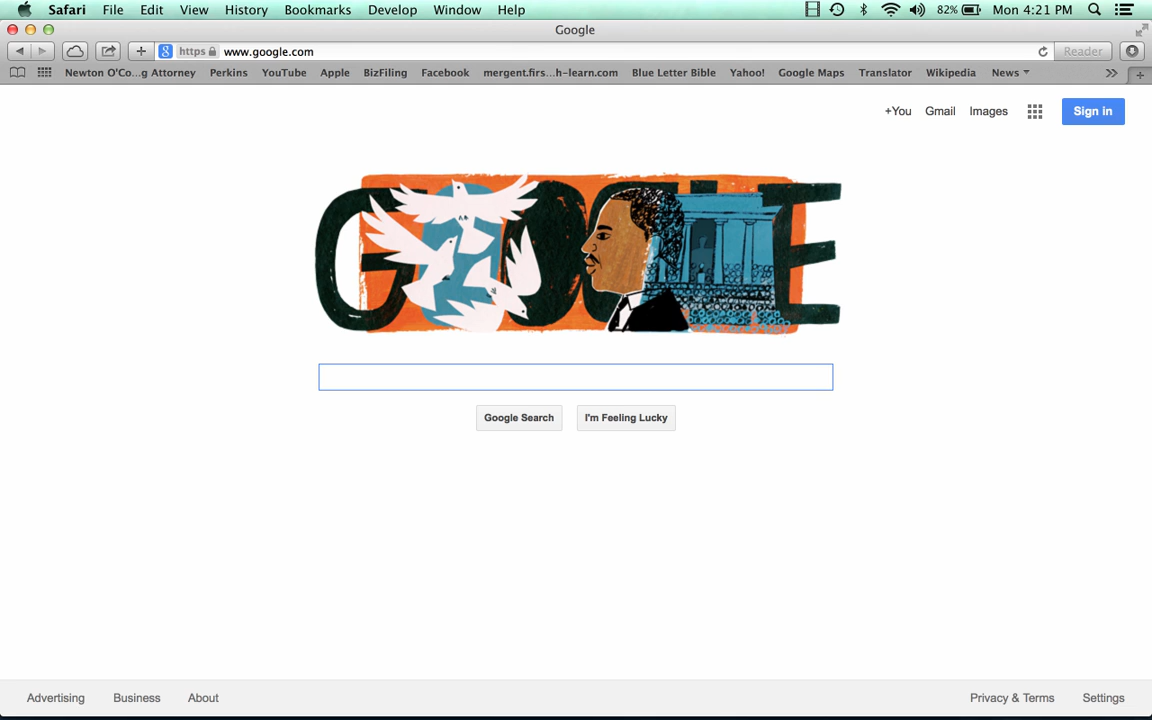 Safari File Edit View History Bookmarks Develop Window Help 82% Mon 4:21 PM
Google
https www.google.com Reader
Newton O'Co...g Attorney Perkins YouTube Apple BizFiling Facebook mergent.firs...h-learn.com Blue Letter Bible Yahoo! Google Maps Translator Wikipedia News
+You Gmail Images Sign in
GOOGLE
Google Search I'm Feeling Lucky
Advertising Business About Privacy & Terms Settings